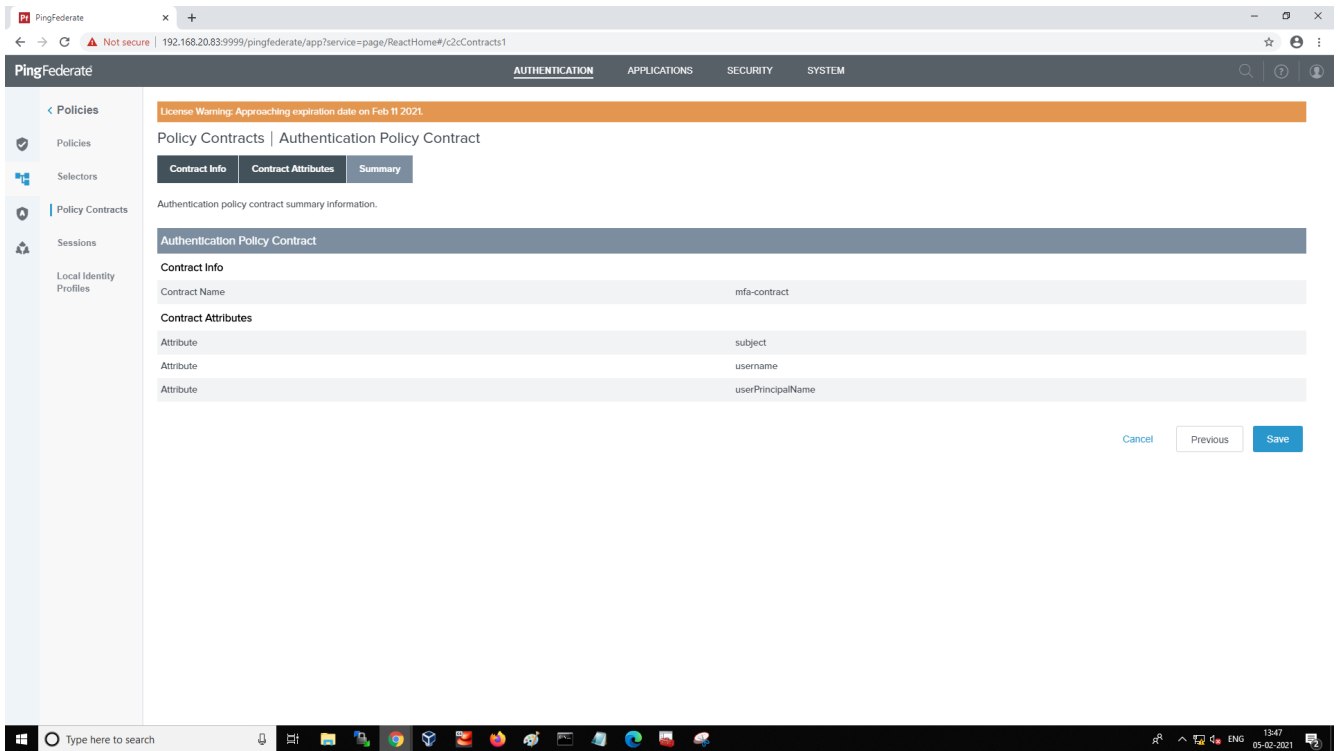 Pr PingFederate
Not secure | 192.168.20.83:9999/pingfederate/app?service=page/ReactHome#/c2cContracts1
PingFederate AUTHENTICATION APPLICATIONS SECURITY SYSTEM
Policies
Policies
Selectors
Policy Contracts
Sessions
Local Identity
Profiles
License Warning: Approaching expiration date on Feb 11 2021.
Policy Contracts | Authentication Policy Contract
Contract Info Contract Attributes Summary
Authentication policy contract summary information.
Authentication Policy Contract
Contract Info
Contract Name mfa-contract
Contract Attributes
Attribute subject
Attribute username
Attribute userPrincipalName
Cancel Previous Save
Type here to search
ENG 13:47
05-02-2021 2